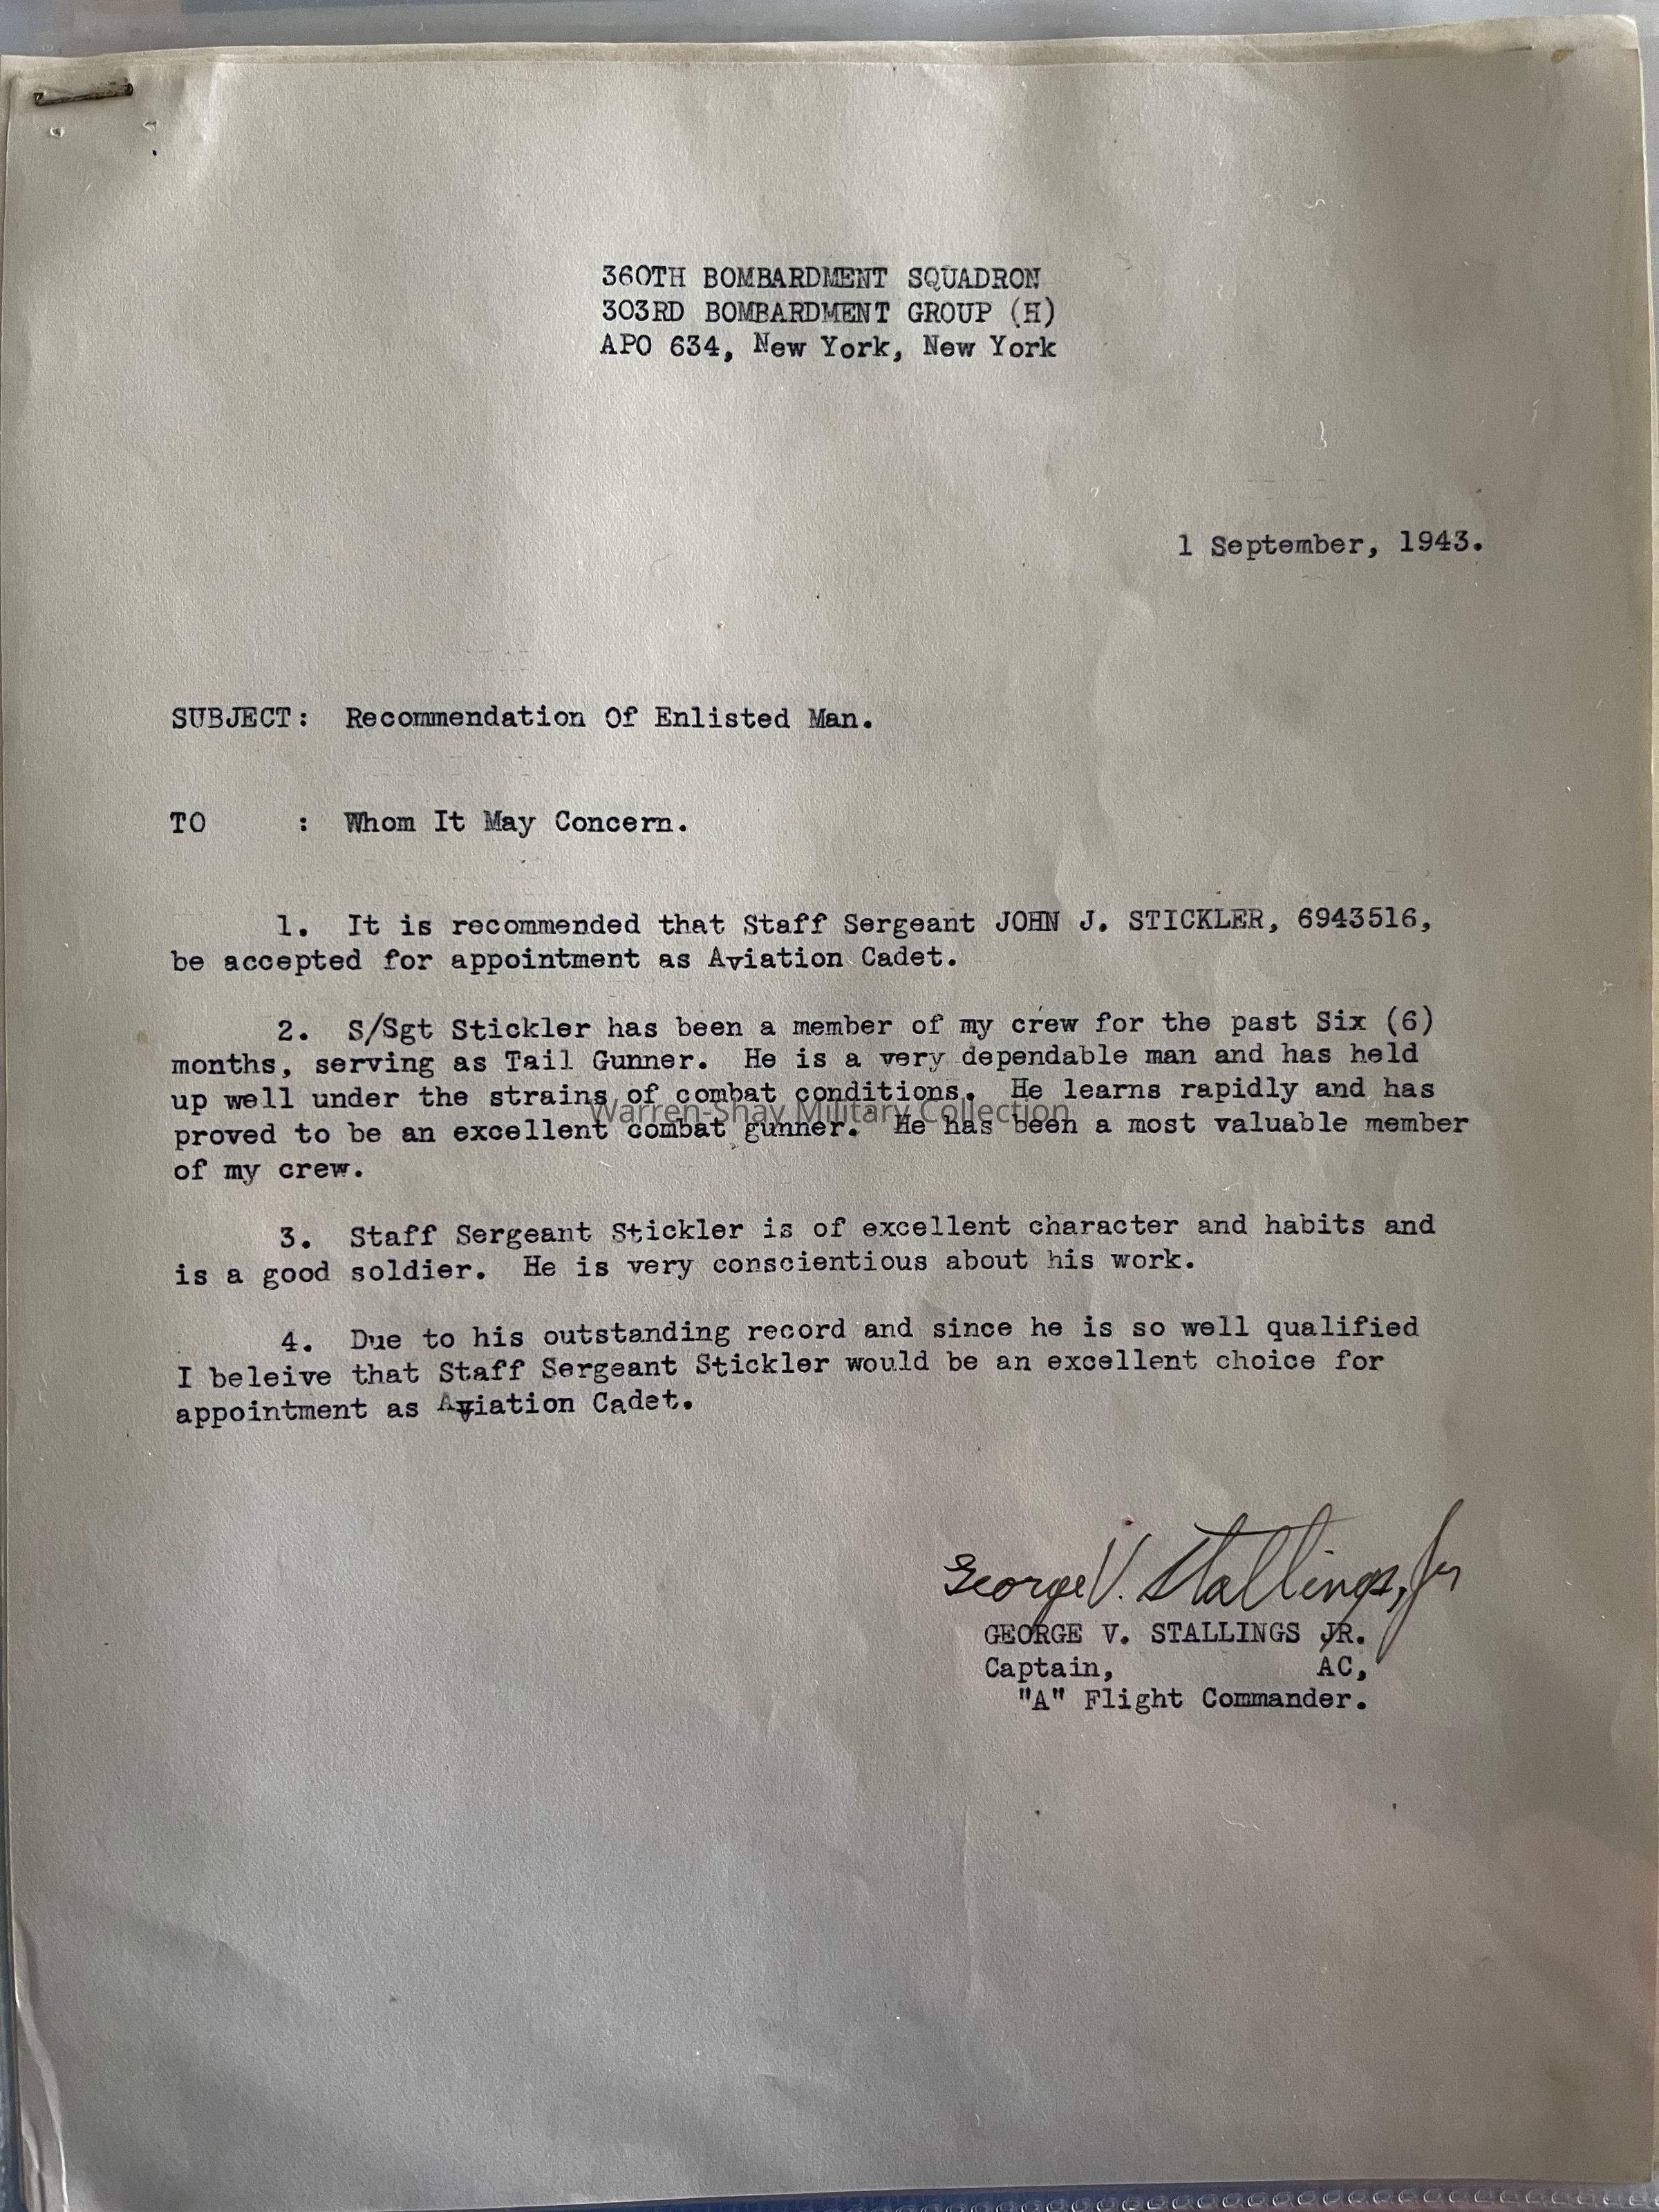 360TH BOMBARDMENT SQUADRON
303RD BOMBARDMENT GROUP (H)
APO 634, New York, New York
1 September, 1943.
SUBJECT: Recommendation Of Enlisted Man.
TO : Whom It May Concern.
1. It is recommended that Staff Sergeant JOHN J. STICKLER, 6943516,
be accepted for appointment as Aviation Cadet.
2. S/Sgt Stickler has been a member of my crew for the past Six (6)
months, serving as Tail Gunner. He is a very dependable man and has held
up well under the strains of combat conditions. He learns rapidly and has
Warren-Shay Military Collection
proved to be an excellent combat gunner. He has been a most valuable member
of my crew.
3. Staff Sergeant Stickler is of excellent character and habits and
is a good soldier. He is very conscientious about his work.
4. Due to his outstanding record and since he is so well qualified
I beleive that Staff Sergeant Stickler would be an excellent choice for
appointment as Aviation Cadet.
George V. Stallings, Jr
GEORGE V. STALLINGS JR.
Captain, AC,
"A" Flight Commander.